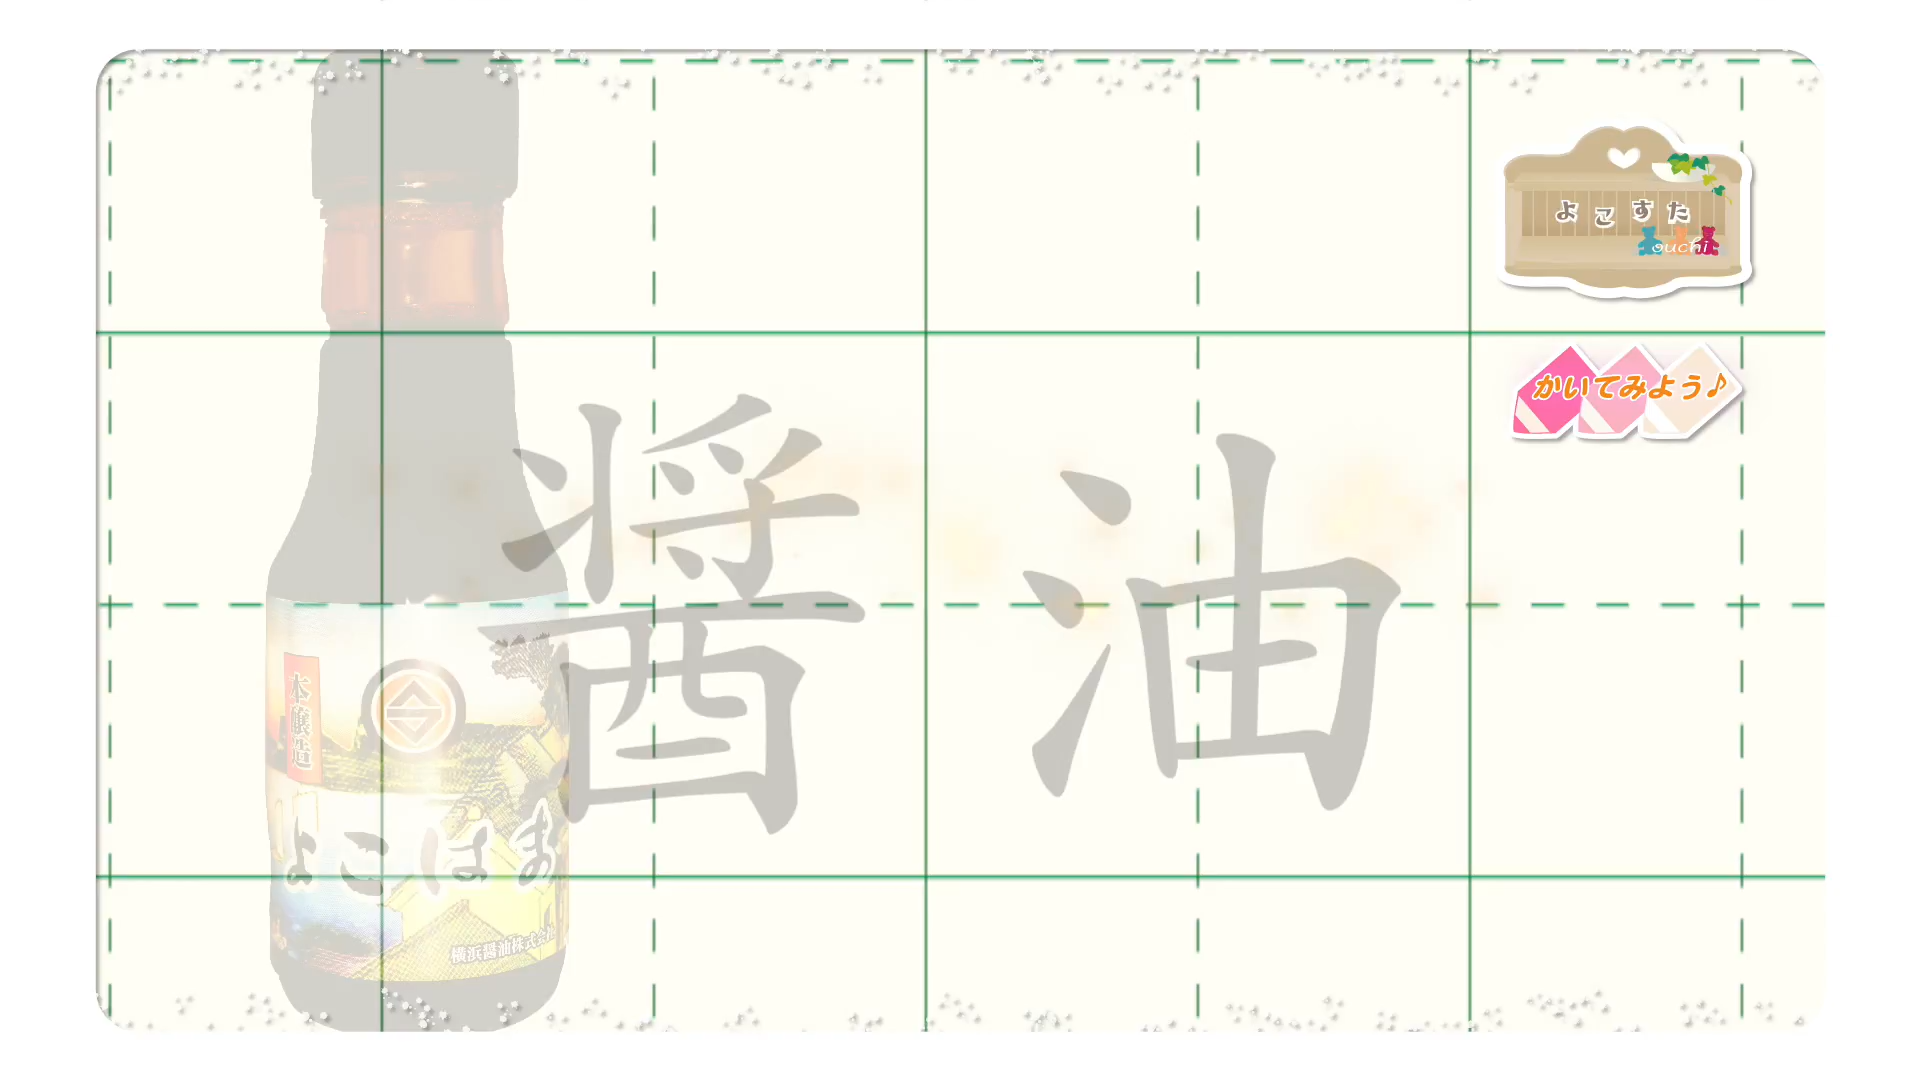 よこすた
ouchi
かいてみよう♪
醤油
本醸造
よこはま
横浜醤油株式会社